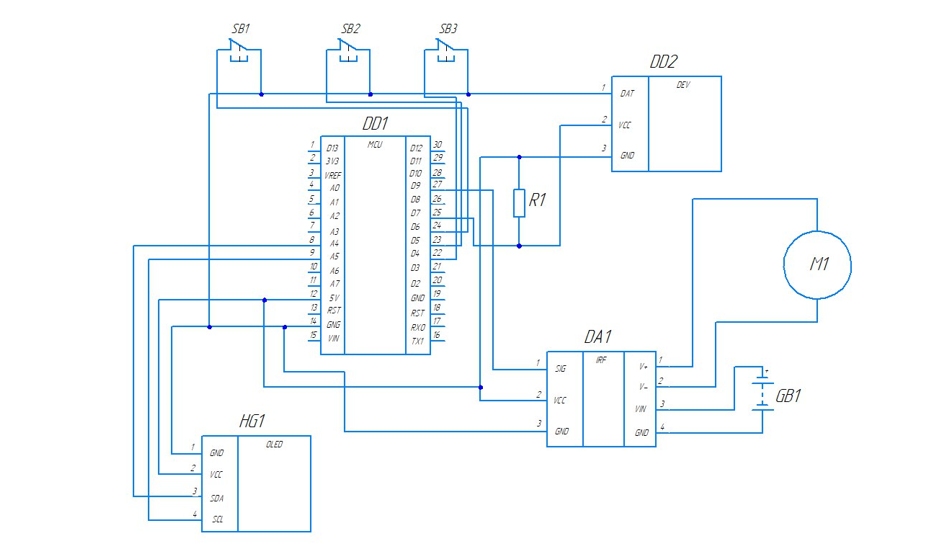 SB1 SB2 SB3
DD2
1 DAT DEV
2 VCC
3 GND
DD1
1 D13 MCU D12 30
2 3V3 D11 29
3 VREF D10 28
4 A0 D9 27
5 A1 D8 26
6 A2 D7 25
7 A3 D6 24
8 A4 D5 23
9 A5 D4 22
10 A6 D3 21
11 A7 D2 20
12 5V GND 19
13 RST RST 18
14 GNG RX0 17
15 VIN TX1 16
R1
M1
DA1
1 SIG IRF V+ 1
2 VCC V- 2
VIN 3
3 GND GND 4
+
GB1
HG1
1 GND OLED
2 VCC
3 SDA
4 SCL